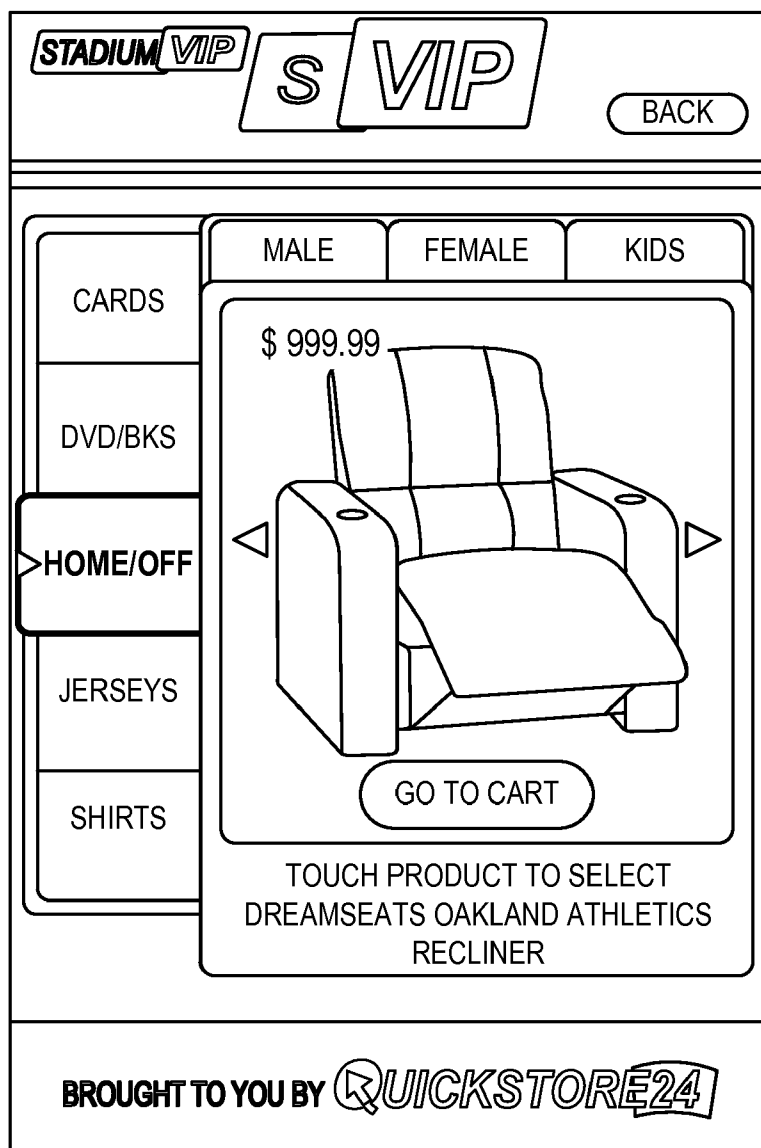 STADIUM VIP
S VIP
BACK
MALE FEMALE KIDS
CARDS
DVD/BKS
HOME/OFF
JERSEYS
SHIRTS
$ 999.99
GO TO CART
TOUCH PRODUCT TO SELECT
DREAMSEATS OAKLAND ATHLETICS
RECLINER
BROUGHT TO YOU BY QUICKSTORE24